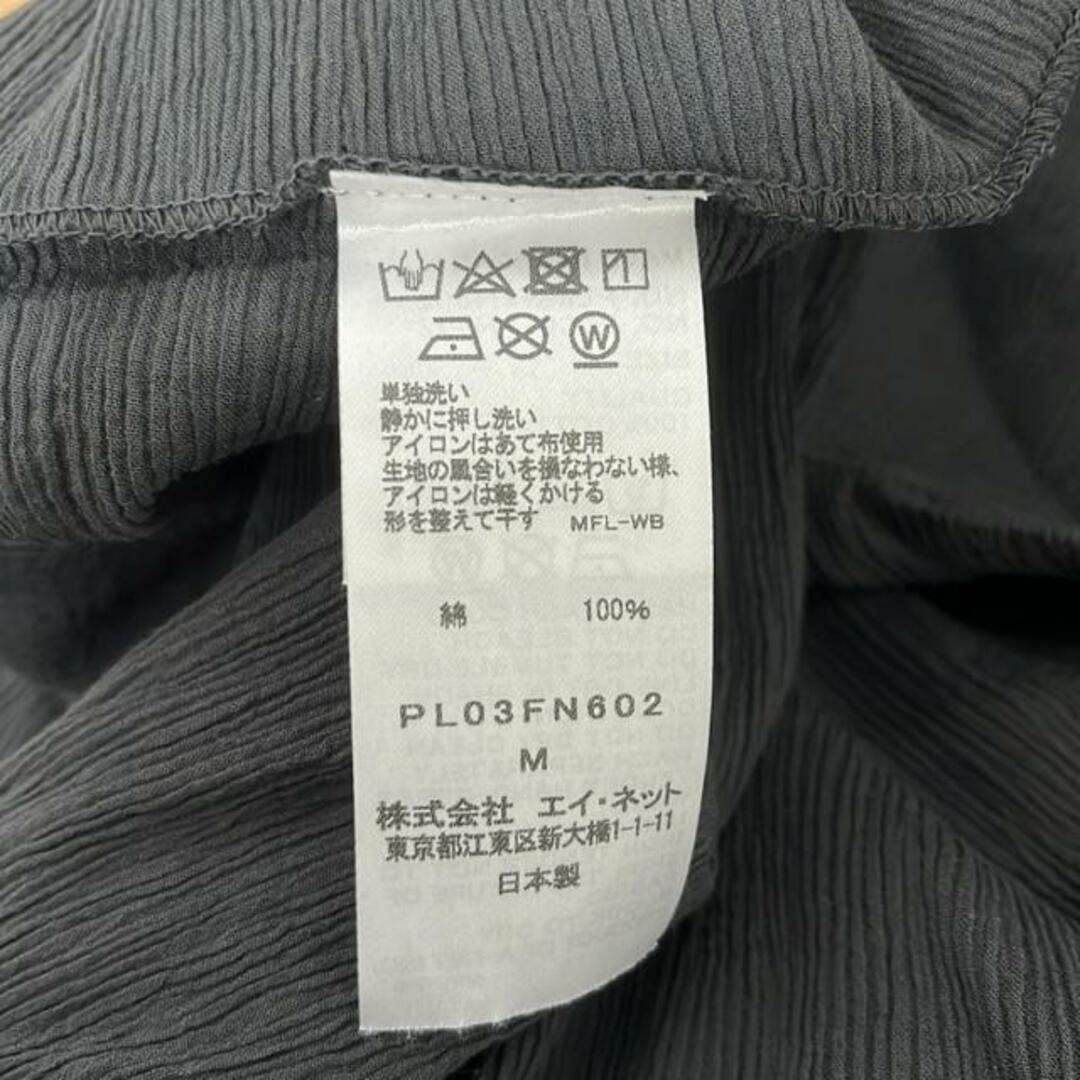 W
単独洗い
静かに押し洗い
アイロンはあて布使用
生地の風合いを損なわない様、
アイロンは軽くかける
形を整えて干す MFL-WB
綿 100%
PL03FN602
M
株式会社 エイ・ネット
東京都江東区新大橋1-1-11
日本製